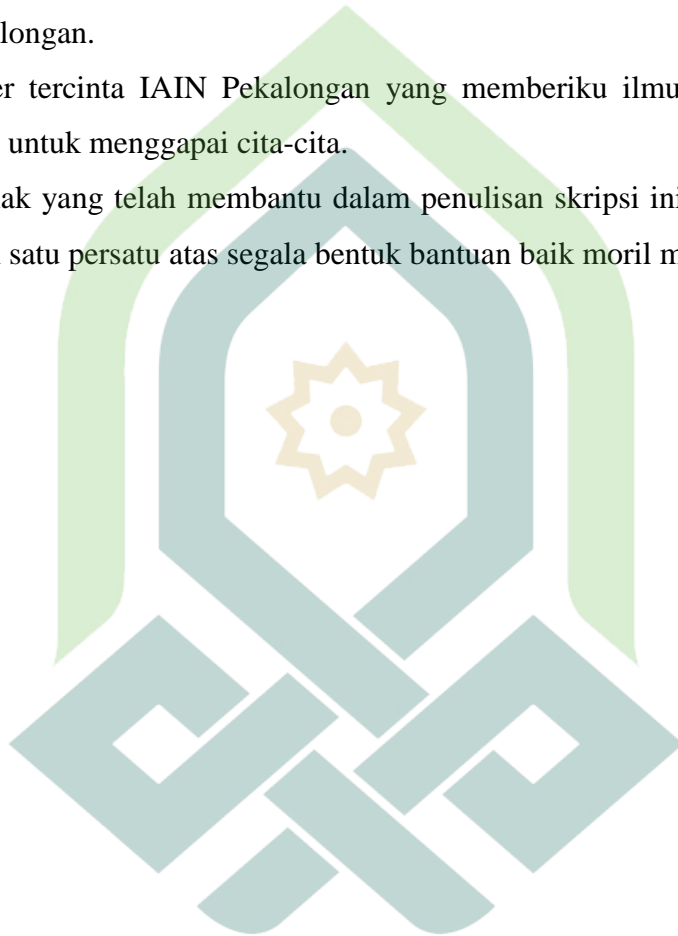 longan.
er tercinta IAIN Pekalongan yang memberiku ilmu
untuk menggapai cita-cita.
ak yang telah membantu dalam penulisan skripsi ini
satu persatu atas segala bentuk bantuan baik moril m